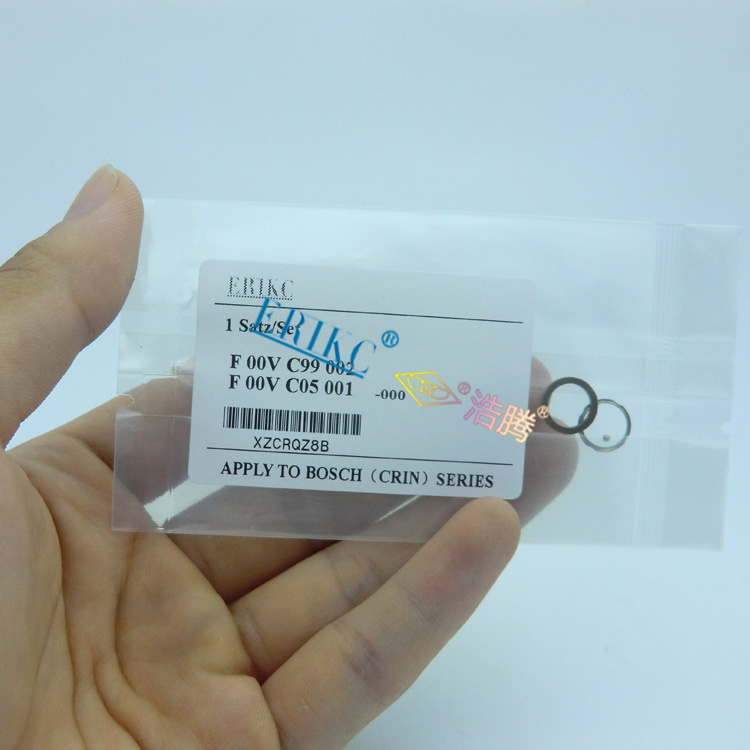 ERIKC
1 Satz/Set
ERIKC®
F 00V C99 002
F 00V C05 001 -000
®浩腾®
XZCRQZ8B
APPLY TO BOSCH（CRIN）SERIES